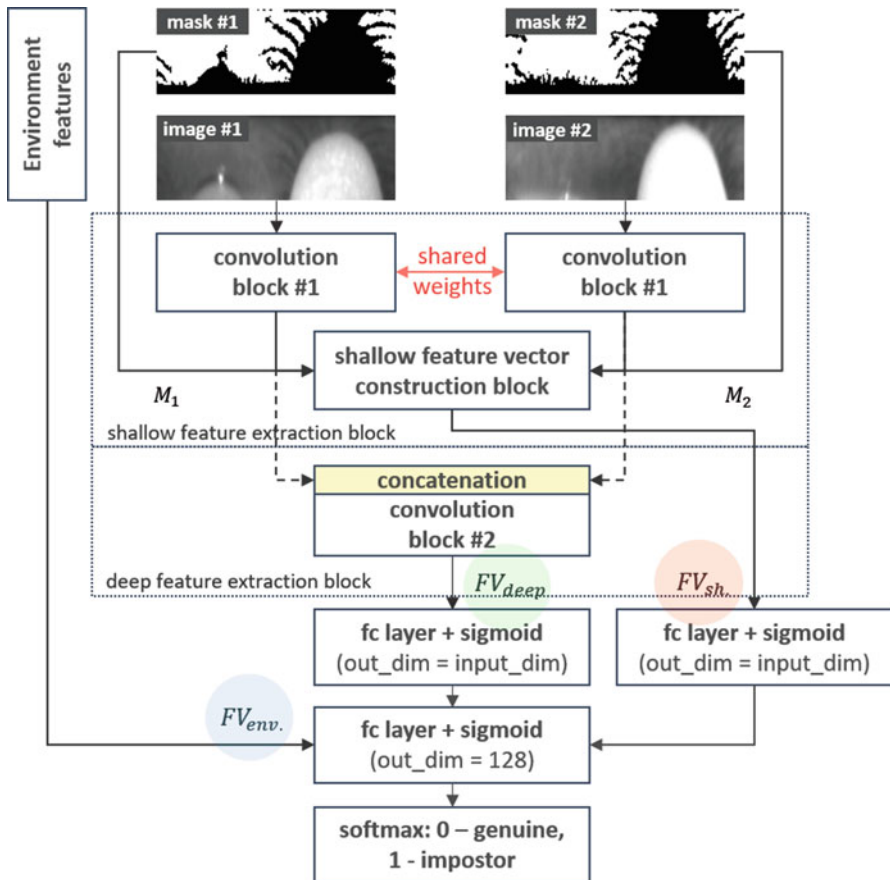 Environment
features
mask #1
mask #2
image #1
image #2
convolution
block #1
shared
weights
convolution
block #1
shallow feature vector
construction block
M₁
M₂
shallow feature extraction block
concatenation
convolution
block #2
deep feature extraction block
FV_deep
FV_sh.
fc layer + sigmoid
(out_dim = input_dim)
fc layer + sigmoid
(out_dim = input_dim)
FV_env.
fc layer + sigmoid
(out_dim = 128)
softmax: 0 – genuine,
1 - impostor